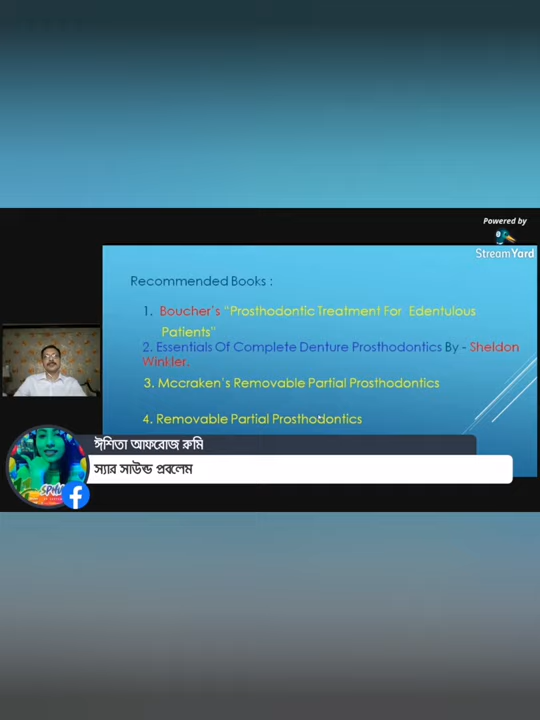 Powered by
StreamYard
Recommended Books :
1. Boucher's "Prosthodontic Treatment For Edentulous
Patients"
2. Essentials Of Complete Denture Prosthodontics By - Sheldon
Winkler.
3. Mccraken's Removable Partial Prosthodontics
4. Removable Partial Prosthodontics
ঈশিতা আফরোজ রুমি
স্যার সাউন্ড প্রবলেম